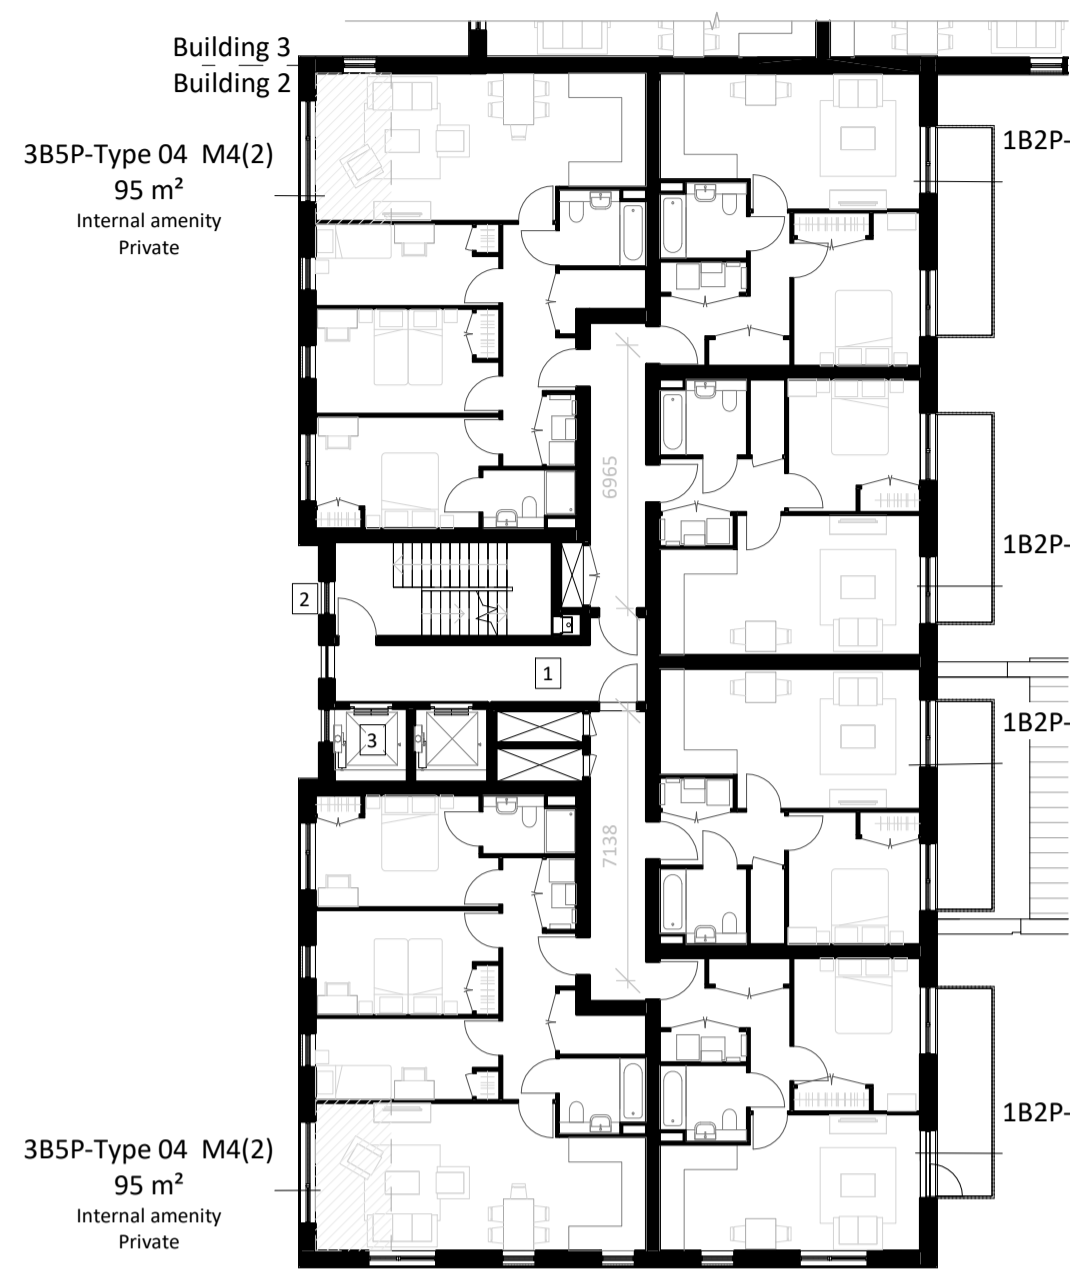 Building 3
Building 2
3B5P-Type 04 M4(2)
95 m²
Internal amenity
Private
1B2P-
6965
1B2P-
2
1
3
1B2P-
7138
1B2P-
3B5P-Type 04 M4(2)
95 m²
Internal amenity
Private